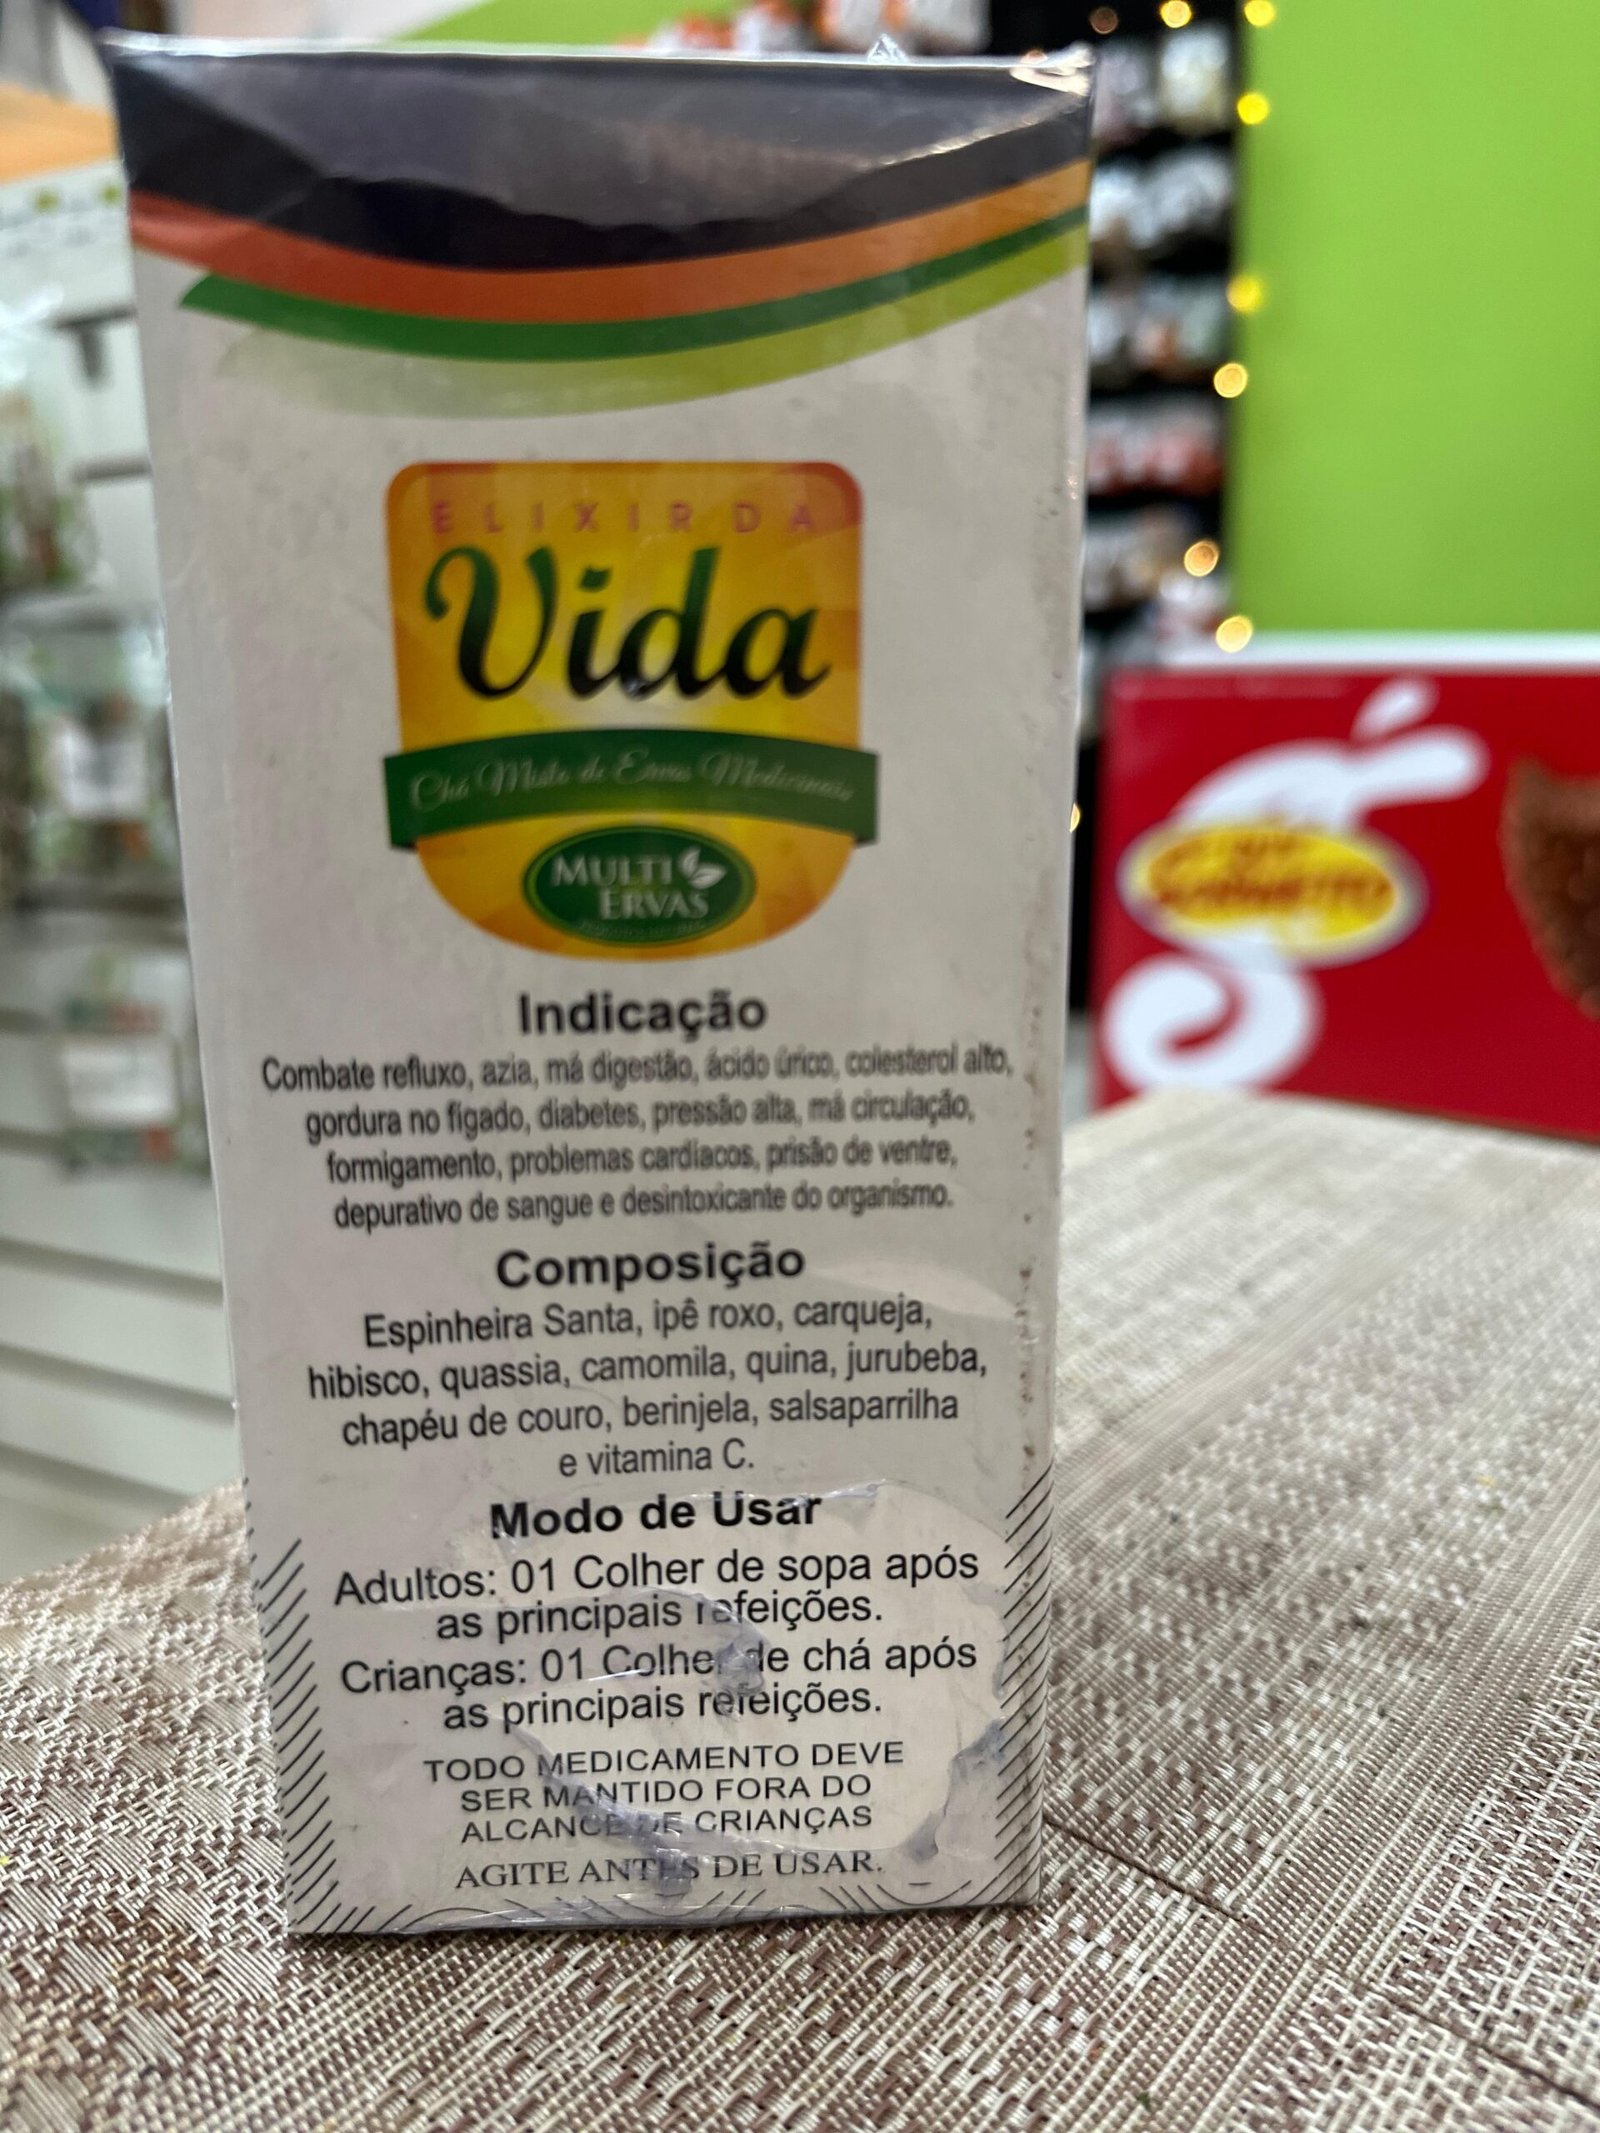 ELIXIR DA
Vida
Chá Misto de Ervas Medicinais
MULTI
ERVAS
Indicação
Combate refluxo, azia, má digestão, ácido úrico, colesterol alto,
gordura no fígado, diabetes, pressão alta, má circulação,
formigamento, problemas cardíacos, prisão de ventre,
depurativo de sangue e desintoxicante do organismo.
Composição
Espinheira Santa, ipê roxo, carqueja,
hibisco, quassia, camomila, quina, jurubeba,
chapéu de couro, berinjela, salsaparrilha
e vitamina C.
Modo de Usar
Adultos: 01 Colher de sopa após
as principais refeições.
Crianças: 01 Colher de chá após
as principais refeições.
TODO MEDICAMENTO DEVE
SER MANTIDO FORA DO
ALCANCE DE CRIANÇAS
AGITE ANTES DE USAR.